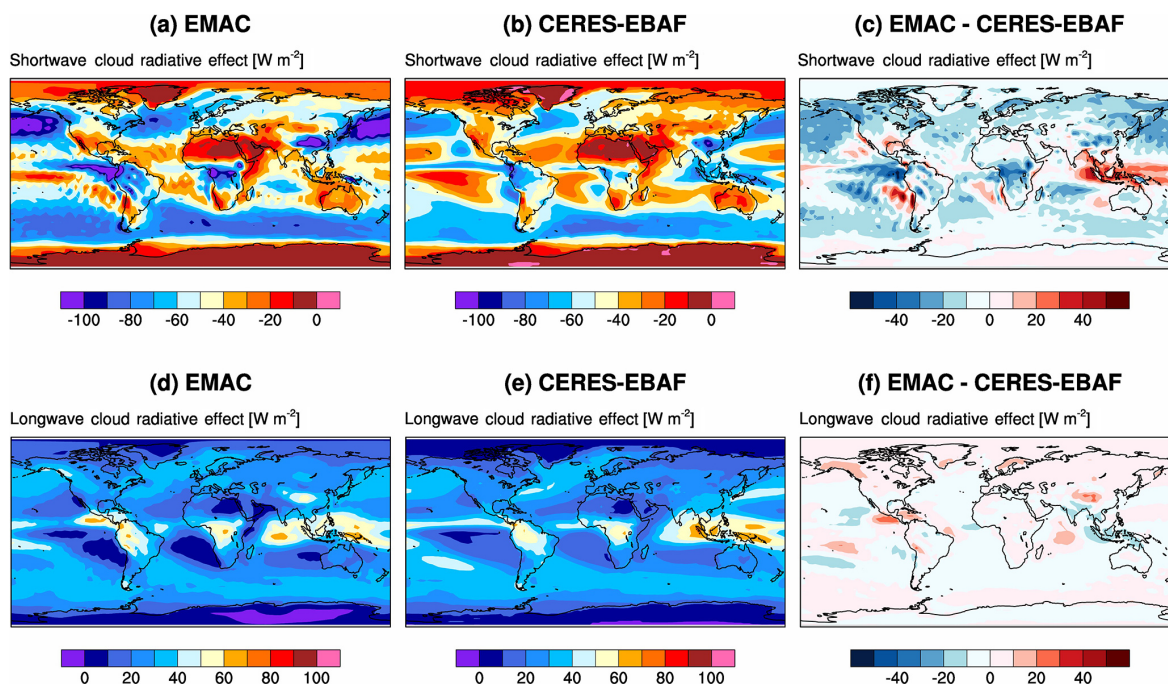 (a) EMAC
(b) CERES-EBAF
(c) EMAC - CERES-EBAF
Shortwave cloud radiative effect [W m⁻²]
Shortwave cloud radiative effect [W m⁻²]
Shortwave cloud radiative effect [W m⁻²]
-100 -80 -60 -40 -20 0
-100 -80 -60 -40 -20 0
-40 -20 0 20 40
(d) EMAC
(e) CERES-EBAF
(f) EMAC - CERES-EBAF
Longwave cloud radiative effect [W m⁻²]
Longwave cloud radiative effect [W m⁻²]
Longwave cloud radiative effect [W m⁻²]
0 20 40 60 80 100
0 20 40 60 80 100
-40 -20 0 20 40